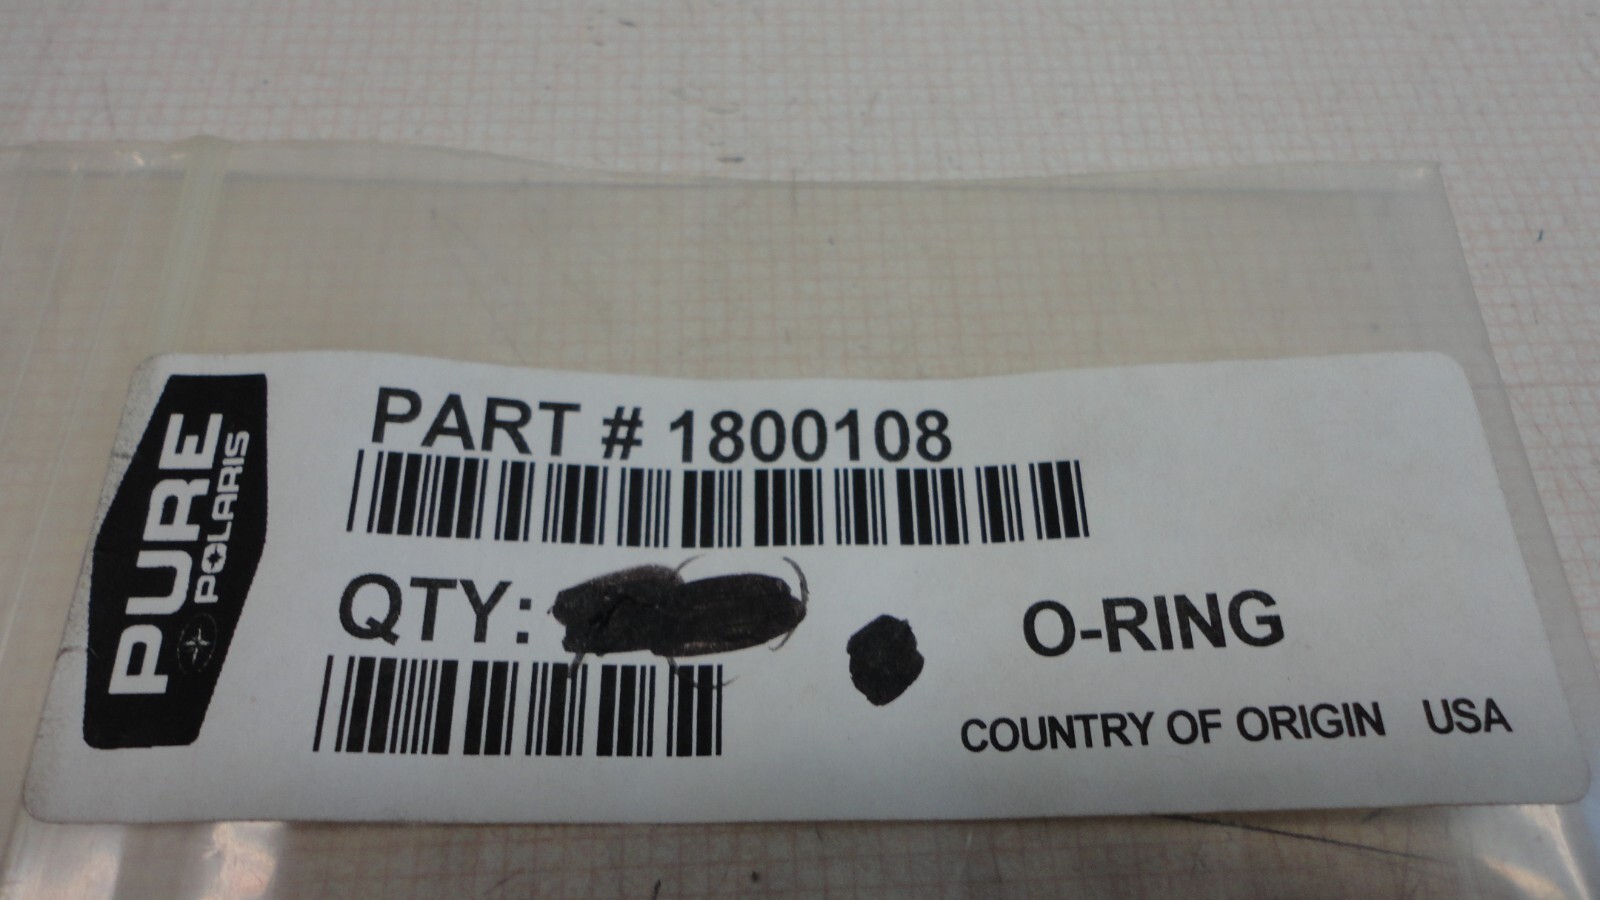 PURE
POLARIS
PART # 1800108
QTY:
O-RING
COUNTRY OF ORIGIN USA